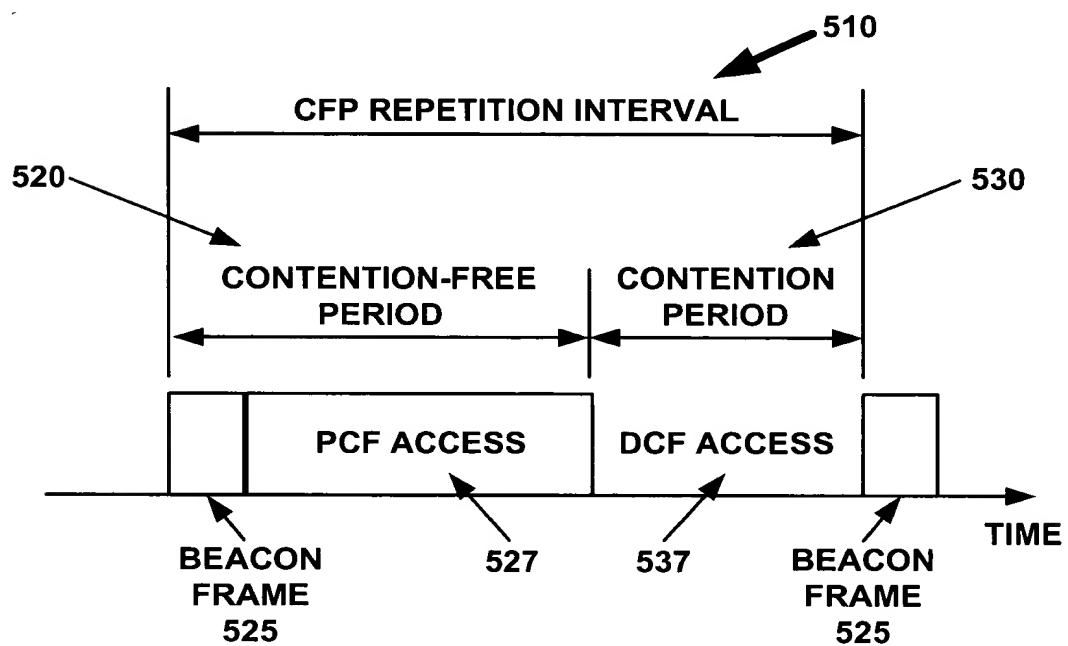 510
CFP REPETITION INTERVAL
520
530
CONTENTION-FREE
PERIOD
CONTENTION
PERIOD
PCF ACCESS
DCF ACCESS
TIME
BEACON
FRAME
525
527
537
BEACON
FRAME
525